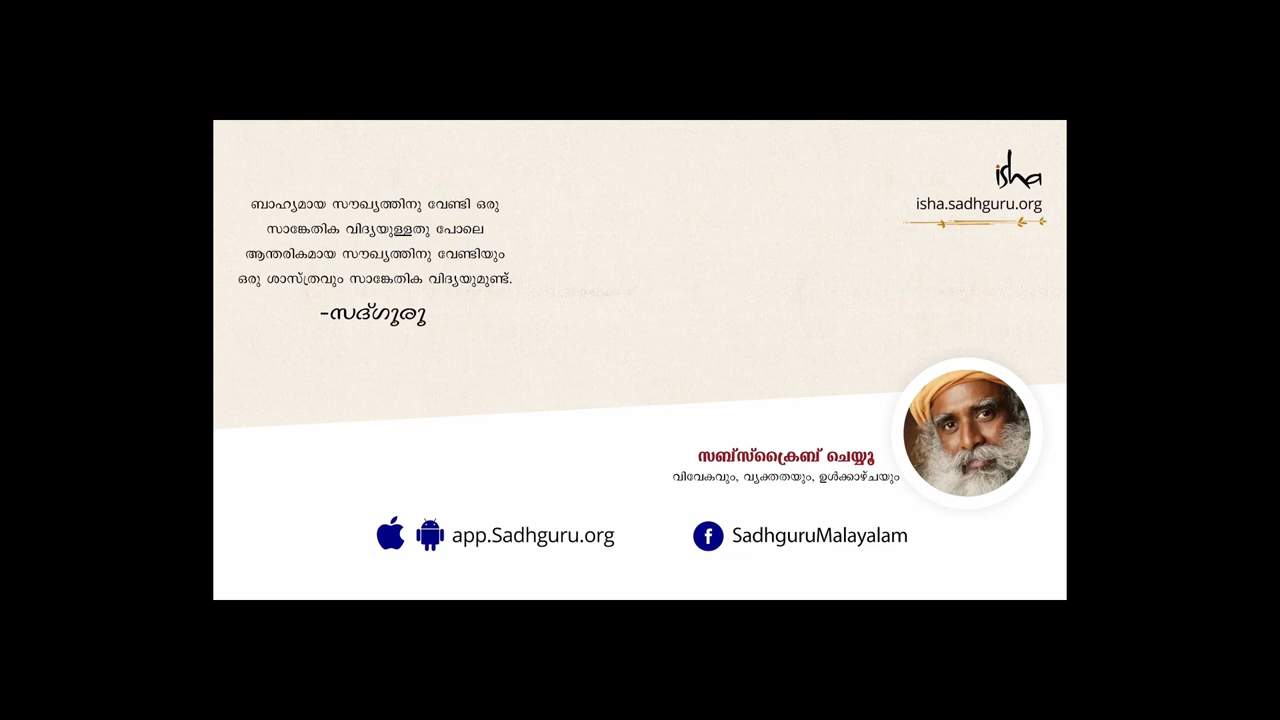 isha
isha.sadhguru.org
ബാഹ്യമായ സൗഖ്യത്തിനു വേണ്ടി ഒരു
സാങ്കേതിക വിദ്യയുള്ളതു പോലെ
ആന്തരികമായ സൗഖ്യത്തിനു വേണ്ടിയും
ഒരു ശാസ്ത്രവും സാങ്കേതിക വിദ്യയുമുണ്ട്.
-സദ്ഗുരു
സബ്സ്ക്രൈബ് ചെയ്യൂ
വിവേകവും, വ്യക്തതയും, ഉൾക്കാഴ്ചയും
app.Sadhguru.org
SadhguruMalayalam